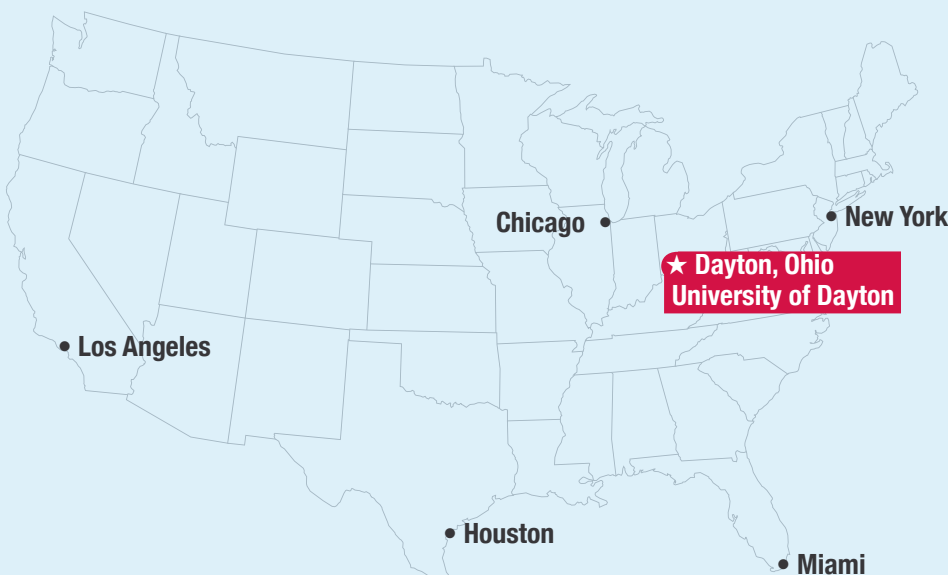 Chicago
New York
★ Dayton, Ohio
University of Dayton
Los Angeles
Houston
Miami